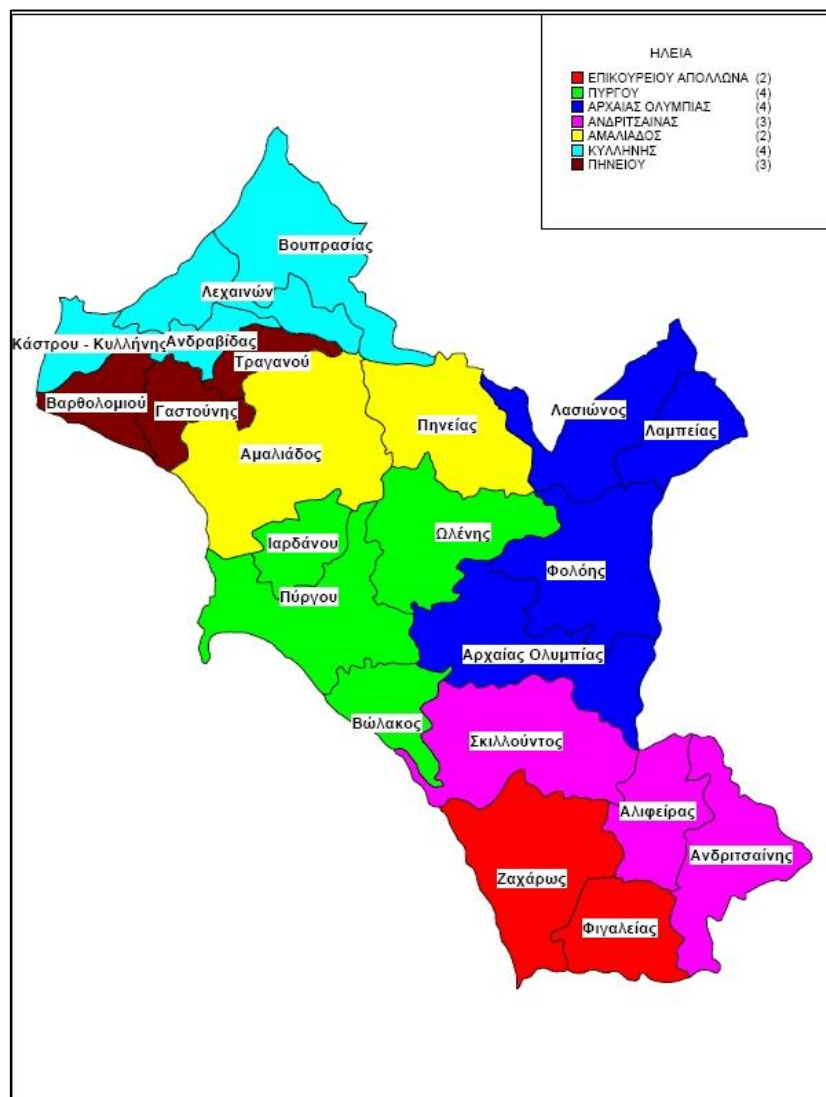 ΗΛΕΙΑ
ΕΠΙΚΟΥΡΕΙΟΥ ΑΠΟΛΛΩΝΑ (2)
ΠΥΡΓΟΥ (4)
ΑΡΧΑΙΑΣ ΟΛΥΜΠΙΑΣ (4)
ΑΝΔΡΙΤΣΑΙΝΑΣ (3)
ΑΜΑΛΙΑΔΟΣ (2)
ΚΥΛΛΗΝΗΣ (4)
ΠΗΝΕΙΟΥ (3)
Βουπρασίας
Λεχαινών
Κάστρου - Κυλλήνης
Ανδραβίδας
Τραγανού
Βαρθολομιού
Γαστούνης
Λασιώνος
Λαμπείας
Πηνείας
Αμαλιάδος
Ωλένης
Ιαρδάνου
Φολόης
Πύργου
Αρχαίας Ολυμπίας
Βώλακος
Σκιλλούντος
Αλιφείρας
Ανδριτσαίνης
Ζαχάρως
Φιγαλείας